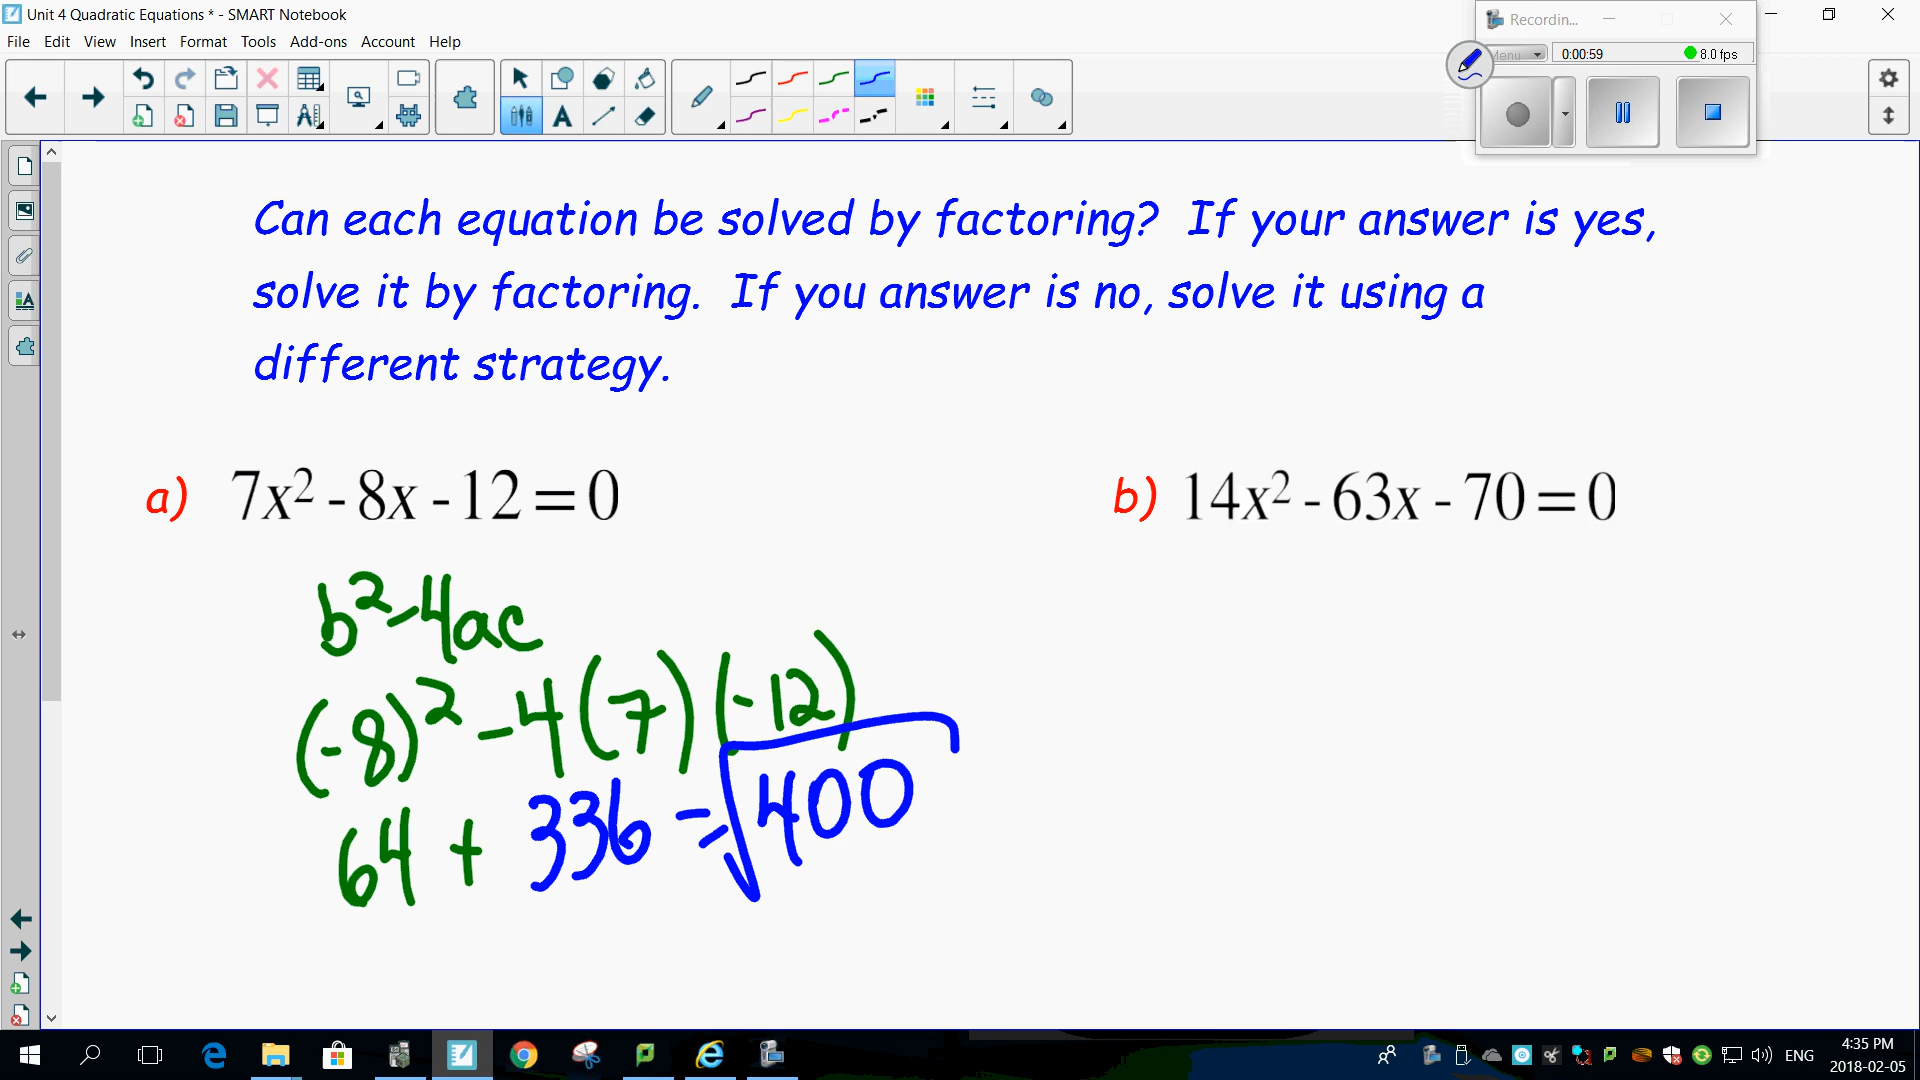 Unit 4 Quadratic Equations * - SMART Notebook
File Edit View Insert Format Tools Add-ons Account Help
Recordin...
Menu
0:00:59
8.0 fps
Can each equation be solved by factoring? If your answer is yes,
solve it by factoring. If you answer is no, solve it using a
different strategy.
a) 7x² - 8x - 12 = 0
b) 14x² - 63x - 70 = 0
b² - 4ac
(-8)² - 4(7)(-12)
64 + 336 = √400
ENG
4:35 PM
2018-02-05